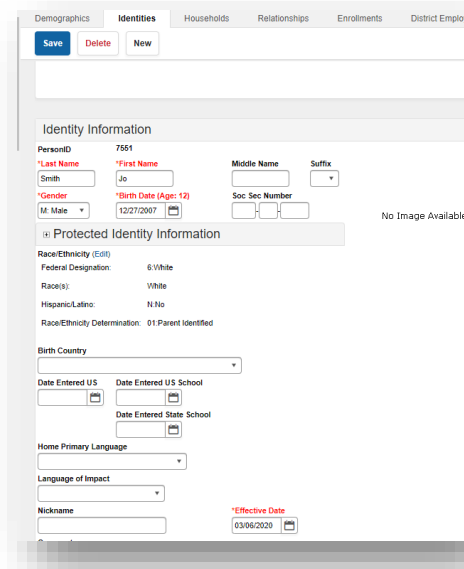 Demographics Identities Households Relationships Enrollments District Emplo
Save Delete New
Identity Information
PersonID 7551
*Last Name *First Name Middle Name Suffix
Smith Jo
*Gender *Birth Date (Age: 12) Soc Sec Number
M: Male 12/27/2007 - -
No Image Available
Protected Identity Information
Race/Ethnicity (Edit)
Federal Designation: 6:White
Race(s): White
Hispanic/Latino: N:No
Race/Ethnicity Determination: 01:Parent Identified
Birth Country
Date Entered US Date Entered US School
Date Entered State School
Home Primary Language
Language of Impact
Nickname *Effective Date
03/06/2020